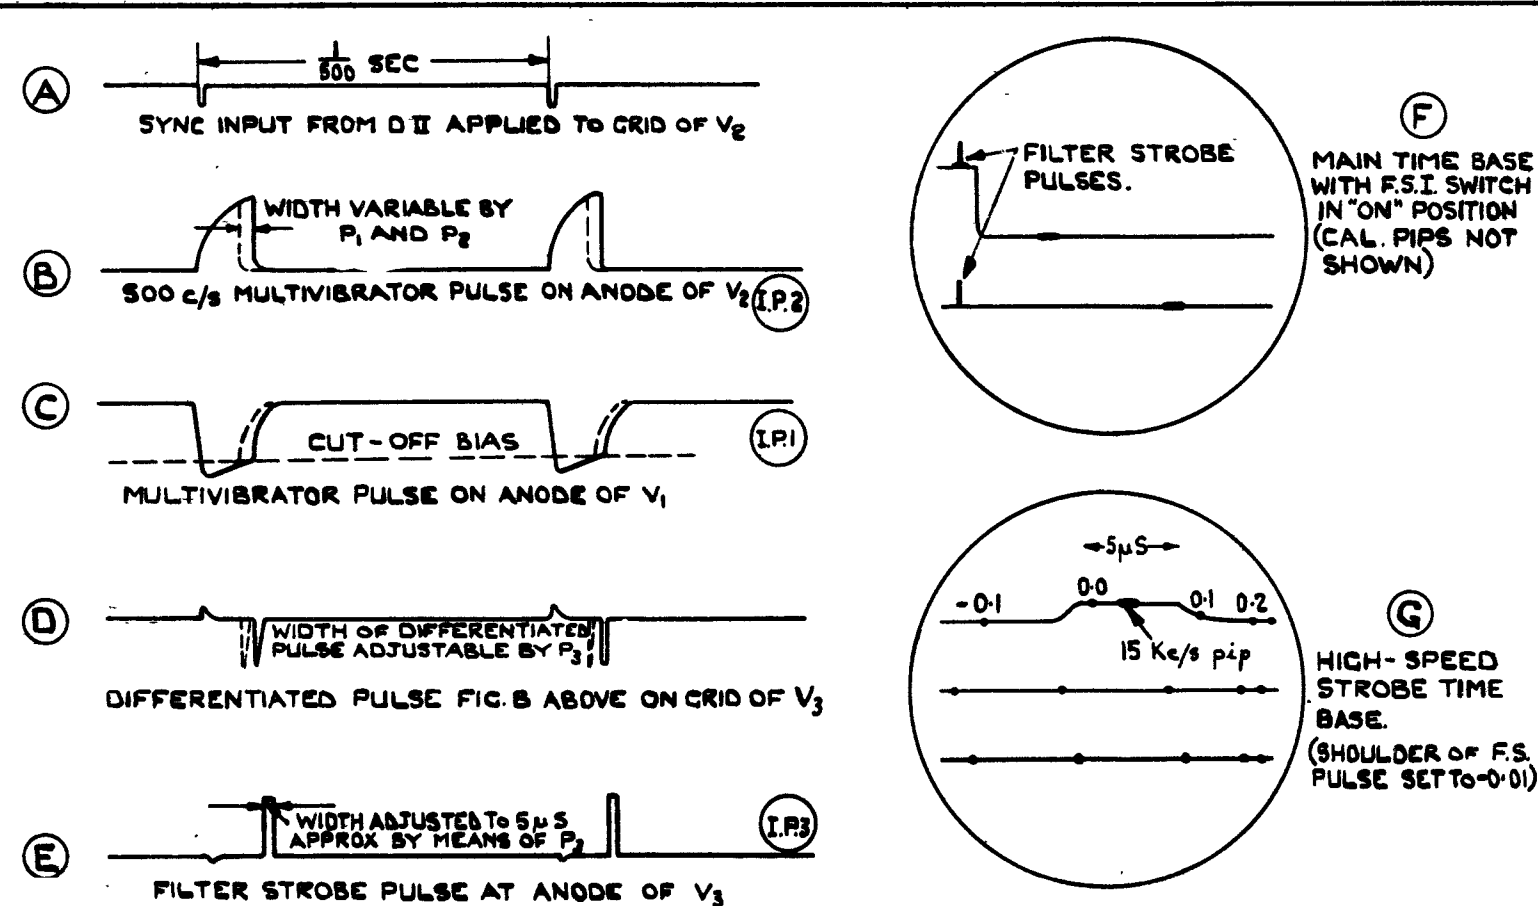 A
1/500 SEC
SYNC INPUT FROM D II APPLIED TO GRID OF V2
B
WIDTH VARIABLE BY
P1 AND P2
500 c/s MULTIVIBRATOR PULSE ON ANODE OF V2
I.P.2
C
CUT-OFF BIAS
I.P.1
MULTIVIBRATOR PULSE ON ANODE OF V1
D
WIDTH OF DIFFERENTIATED
PULSE ADJUSTABLE BY P3
DIFFERENTIATED PULSE FIG. B ABOVE ON GRID OF V3
E
WIDTH ADJUSTED TO 5 µS
APPROX BY MEANS OF
I.P.3
FILTER STROBE PULSE AT ANODE OF V3
FILTER STROBE
PULSES.
F
MAIN TIME BASE
WITH F.S.I. SWITCH
IN "ON" POSITION
(CAL. PIPS NOT
SHOWN)
5µS
-0.1
0.0
0.1
0.2
15 Kc/s pip
G
HIGH-SPEED
STROBE TIME
BASE.
(SHOULDER OF F.S.
PULSE SET TO -0.01)